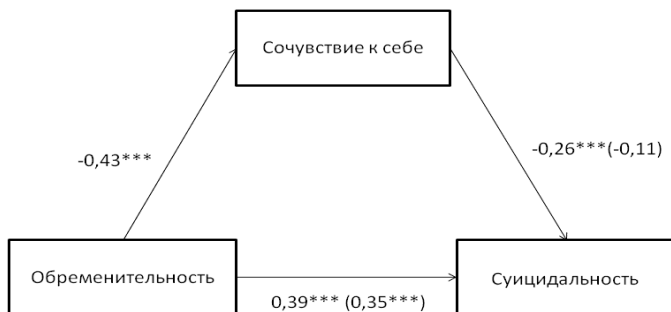 Сочувствие к себе
-0,43***
-0,26***(-0,11)
Обременительность
Суицидальность
0,39*** (0,35***)